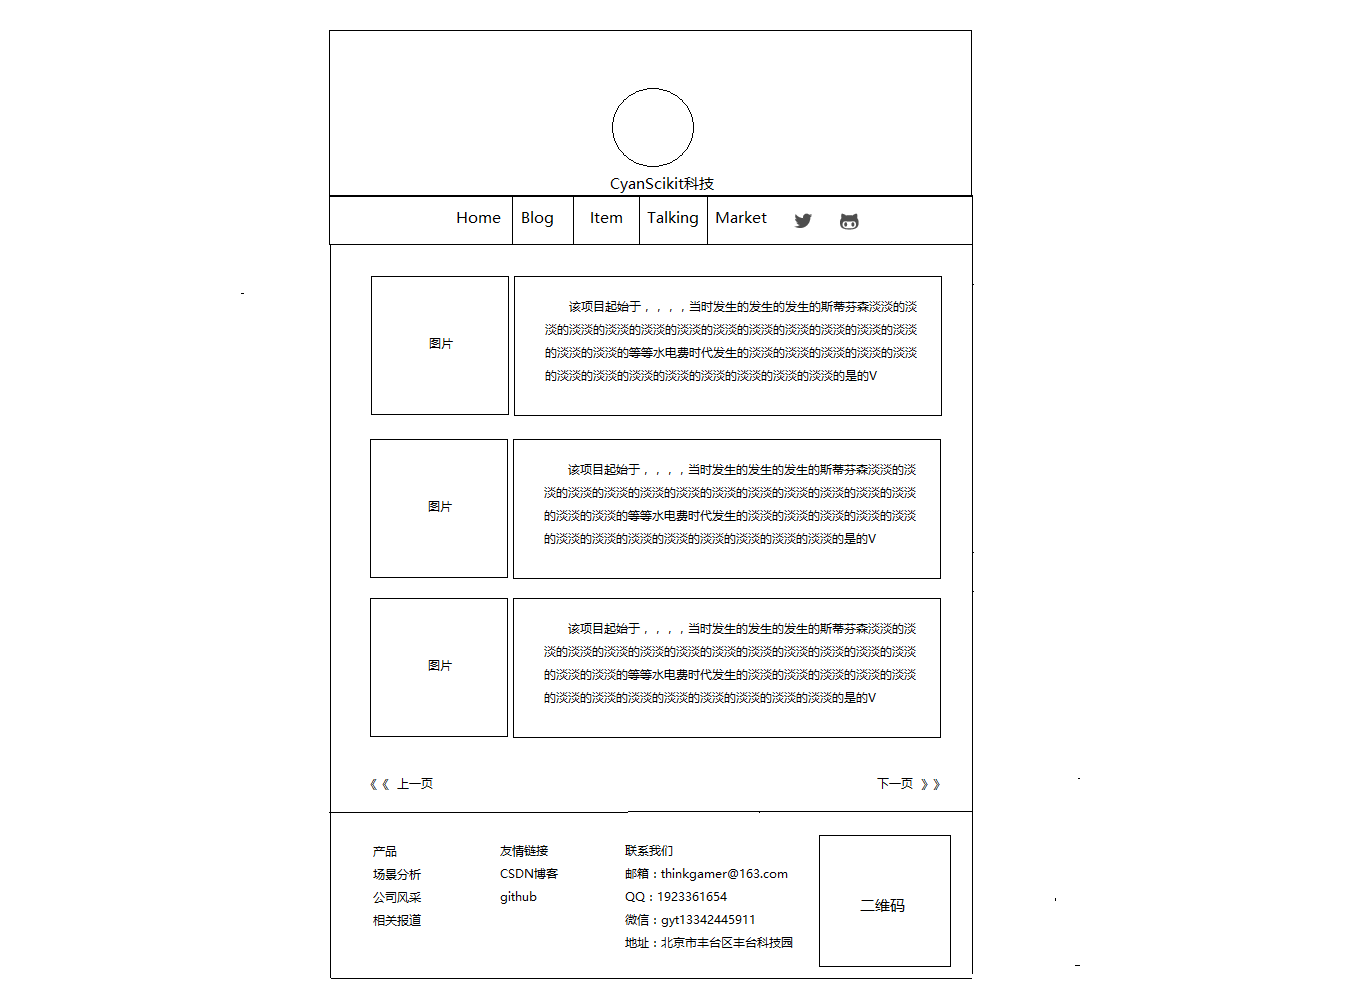 CyanScikit科技
Home Blog Item Talking Market
图片
该项目起始于，，，，当时发生的发生的发生的斯蒂芬森淡淡的淡
淡的淡淡的淡淡的淡淡的淡淡的淡淡的淡淡的淡淡的淡淡的淡淡的淡淡
的淡淡的淡淡的等等水电费时代发生的淡淡的淡淡的淡淡的淡淡的淡淡
的淡淡的淡淡的淡淡的淡淡的淡淡的淡淡的淡淡的淡淡的是的V
图片
该项目起始于，，，，当时发生的发生的发生的斯蒂芬森淡淡的淡
淡的淡淡的淡淡的淡淡的淡淡的淡淡的淡淡的淡淡的淡淡的淡淡的淡淡
的淡淡的淡淡的等等水电费时代发生的淡淡的淡淡的淡淡的淡淡的淡淡
的淡淡的淡淡的淡淡的淡淡的淡淡的淡淡的淡淡的淡淡的是的V
图片
该项目起始于，，，，当时发生的发生的发生的斯蒂芬森淡淡的淡
淡的淡淡的淡淡的淡淡的淡淡的淡淡的淡淡的淡淡的淡淡的淡淡的淡淡
的淡淡的淡淡的等等水电费时代发生的淡淡的淡淡的淡淡的淡淡的淡淡
的淡淡的淡淡的淡淡的淡淡的淡淡的淡淡的淡淡的淡淡的是的V
《《 上一页
下一页 》》
产品
场景分析
公司风采
相关报道
友情链接
CSDN博客
github
联系我们
邮箱：thinkgamer@163.com
QQ：1923361654
微信：gyt13342445911
地址：北京市丰台区丰台科技园
二维码